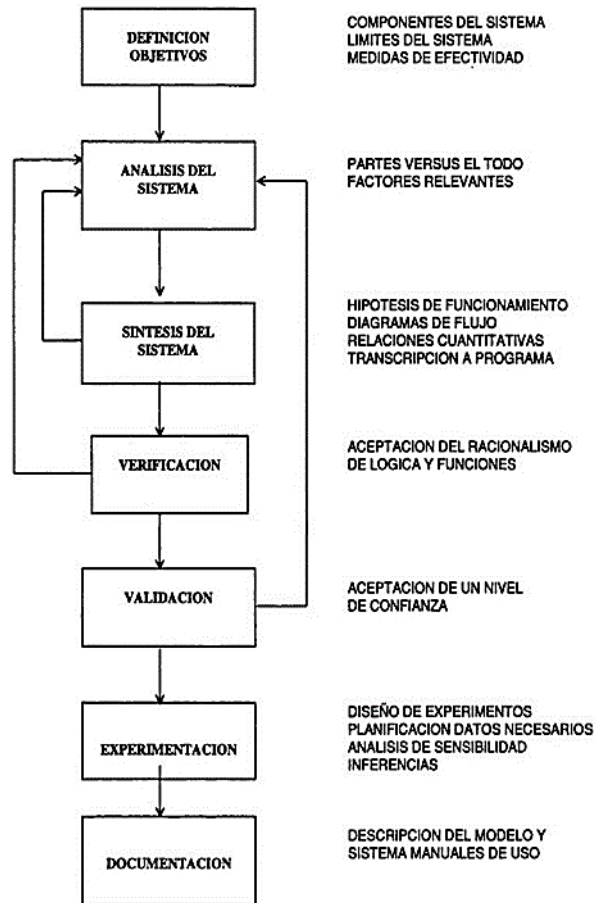 DEFINICION
OBJETIVOS
COMPONENTES DEL SISTEMA
LIMITES DEL SISTEMA
MEDIDAS DE EFECTIVIDAD
ANALISIS DEL
SISTEMA
PARTES VERSUS EL TODO
FACTORES RELEVANTES
SINTESIS DEL
SISTEMA
HIPOTESIS DE FUNCIONAMIENTO
DIAGRAMAS DE FLUJO
RELACIONES CUANTITATIVAS
TRANSCRIPCION A PROGRAMA
VERIFICACION
ACEPTACION DEL RACIONALISMO
DE LOGICA Y FUNCIONES
VALIDACION
ACEPTACION DE UN NIVEL
DE CONFIANZA
EXPERIMENTACION
DISEÑO DE EXPERIMENTOS
PLANIFICACION DATOS NECESARIOS
ANALISIS DE SENSIBILIDAD
INFERENCIAS
DOCUMENTACION
DESCRIPCION DEL MODELO Y
SISTEMA MANUALES DE USO